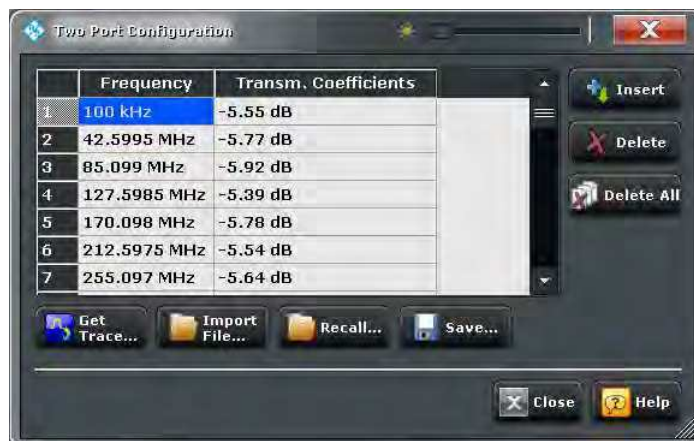 Two Port Configuration
Frequency Transm. Coefficients
Insert
1 100 kHz -5.55 dB
2 42.5995 MHz -5.77 dB
Delete
3 85.099 MHz -5.92 dB
4 127.5985 MHz -5.39 dB
Delete All
5 170.098 MHz -5.78 dB
6 212.5975 MHz -5.54 dB
7 255.097 MHz -5.64 dB
Get Trace...
Import File...
Recall...
Save...
Close
Help